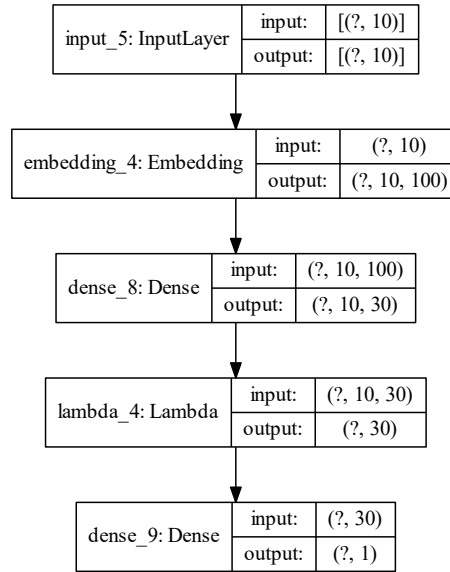 input_5: InputLayer
input: [(?, 10)]
output: [(?, 10)]
embedding_4: Embedding
input: (?, 10)
output: (?, 10, 100)
dense_8: Dense
input: (?, 10, 100)
output: (?, 10, 30)
lambda_4: Lambda
input: (?, 10, 30)
output: (?, 30)
dense_9: Dense
input: (?, 30)
output: (?, 1)